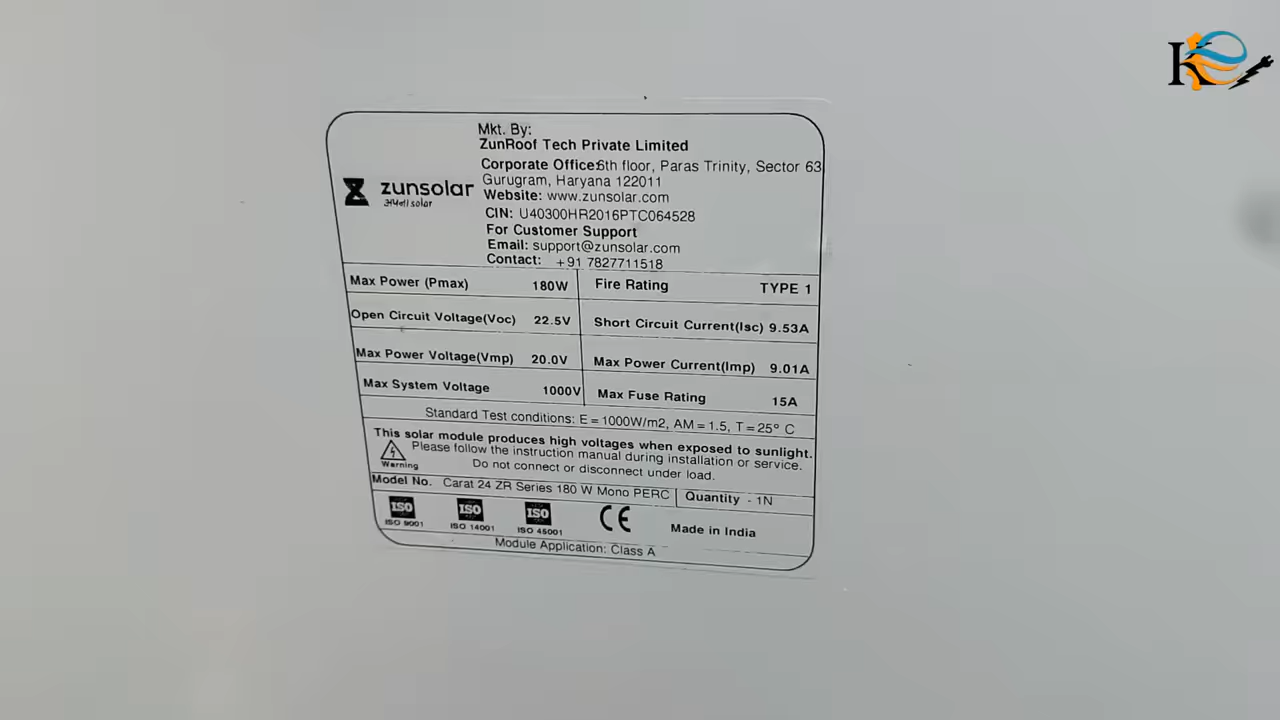 Mkt. By:
ZunRoof Tech Private Limited
Corporate Office:6th floor, Paras Trinity, Sector 63
Gurugram, Haryana 122011
Website: www.zunsolar.com
CIN: U40300HR2016PTC064528
For Customer Support
Email: support@zunsolar.com
Contact: +91 7827711518
zunsolar
अपना solar
Max Power (Pmax) 180W Fire Rating TYPE 1
Open Circuit Voltage(Voc) 22.5V Short Circuit Current(Isc) 9.53A
Max Power Voltage(Vmp) 20.0V Max Power Current(Imp) 9.01A
Max System Voltage 1000V Max Fuse Rating 15A
Standard Test conditions: E = 1000W/m2, AM = 1.5, T = 25° C
This solar module produces high voltages when exposed to sunlight.
Please follow the instruction manual during installation or service.
Warning Do not connect or disconnect under load.
Model No. Carat 24 ZR Series 180 W Mono PERC Quantity - 1N
ISO ISO ISO CE Made in India
ISO 9001 ISO 14001 ISO 45001
Module Application: Class A